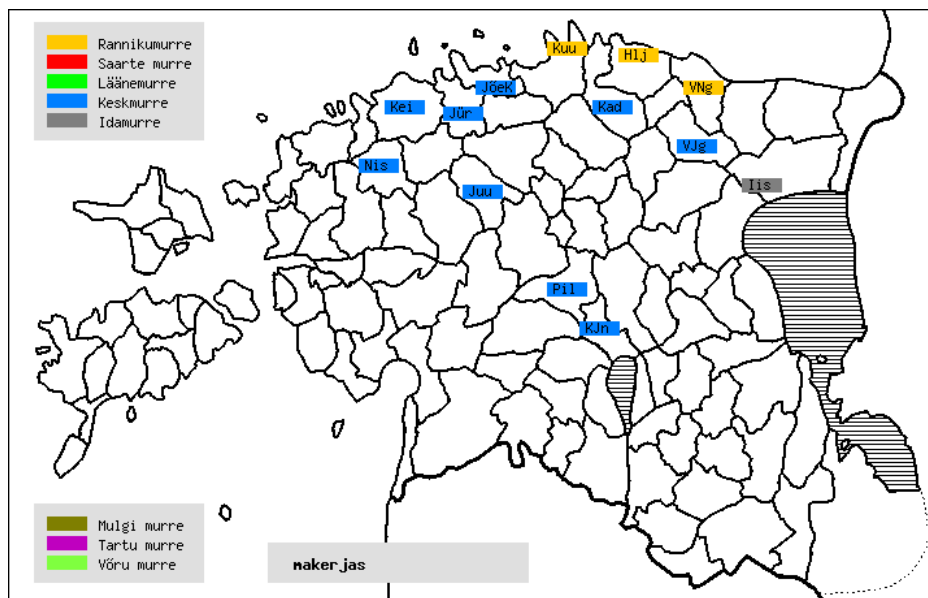 Rannikumurre
Saarte murre
Läänemurre
Keskmurre
Idamurre
Kuu
Hlj
JõeK
VNg
Kei
Jür
Kad
VJg
Nis
Juu
Iis
Pil
KJn
Mulgi murre
Tartu murre
Võru murre
makerjas